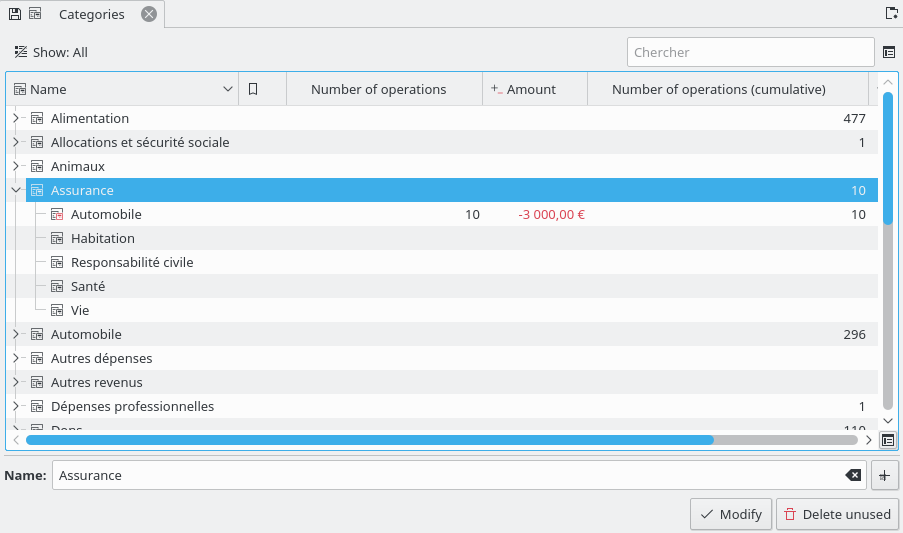 Categories
Show: All
Chercher
Name Number of operations Amount Number of operations (cumulative)
Alimentation 477
Allocations et sécurité sociale 1
Animaux
Assurance 10
Automobile 10 -3 000,00 € 10
Habitation
Responsabilité civile
Santé
Vie
Automobile 296
Autres dépenses
Autres revenus
Dépenses professionnelles 1
Name: Assurance
Modify Delete unused